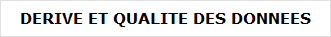 DERIVE ET QUALITE DES DONNEES